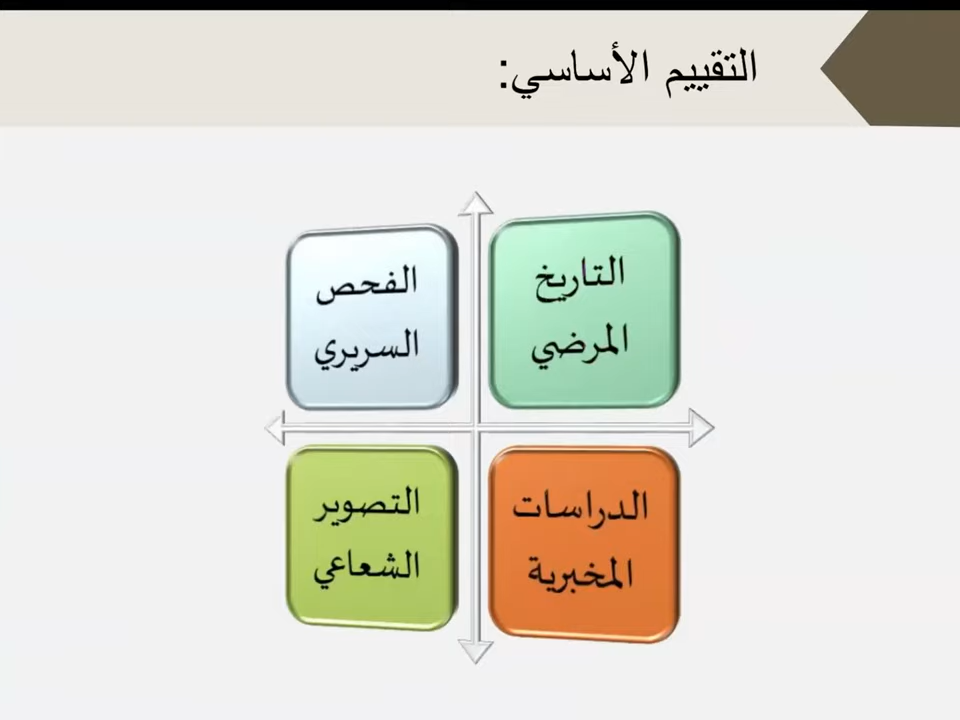 التقييم الأساسي:
التاريخ
المرضي
الفحص
السريري
الدراسات
المخبرية
التصوير
الشعاعي